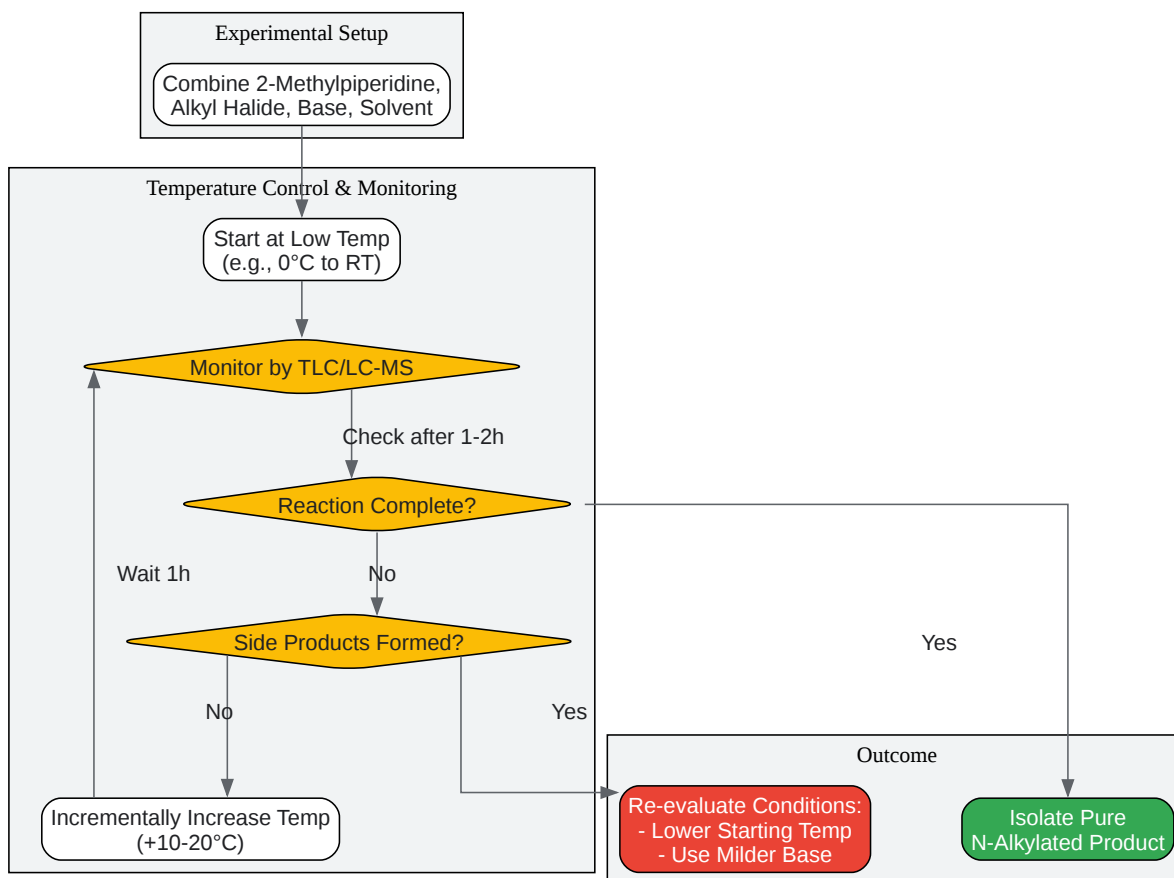 Experimental Setup
Combine 2-Methylpiperidine,
Alkyl Halide, Base, Solvent
Temperature Control & Monitoring
Start at Low Temp
(e.g., 0°C to RT)
Monitor by TLC/LC-MS
Check after 1-2h
Reaction Complete?
Wait 1h
No
Side Products Formed?
Yes
No
Yes
Outcome
Incrementally Increase Temp
(+10-20°C)
Re-evaluate Conditions:
- Lower Starting Temp
- Use Milder Base
Isolate Pure
N-Alkylated Product